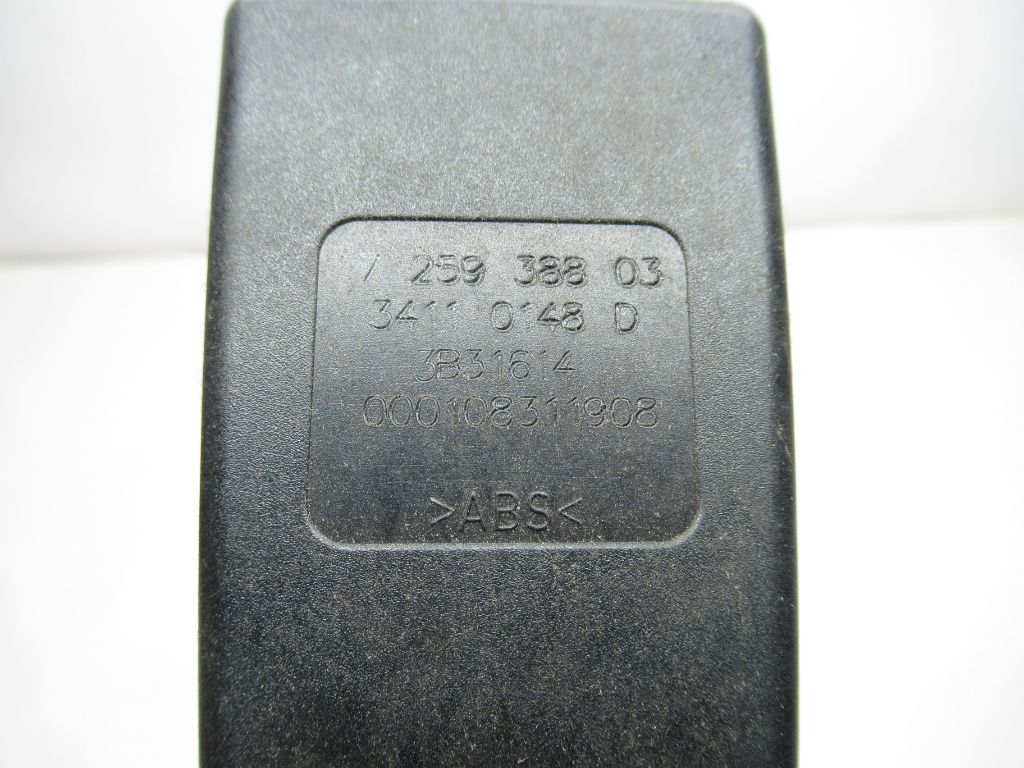 7 259 388 03
3411 0148 D
3B31614
000108311908
>ABS<